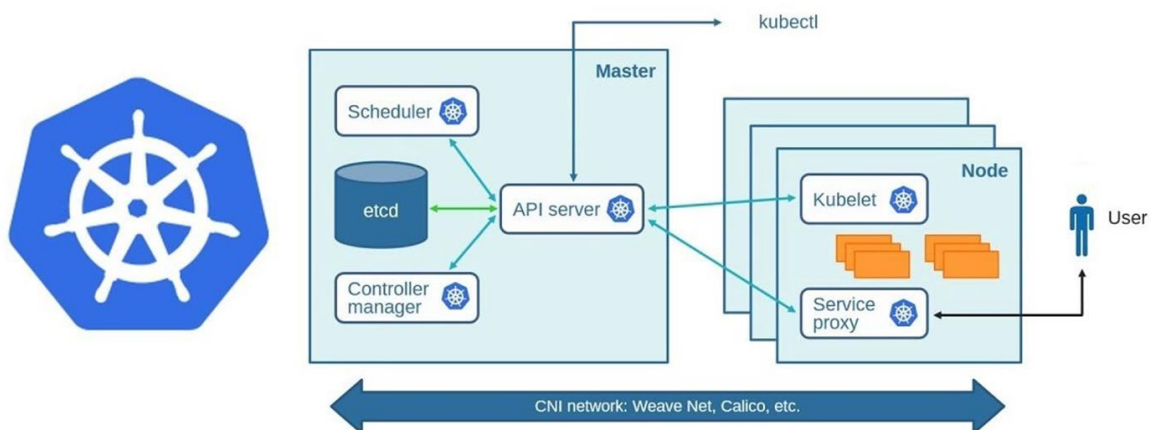 kubectl
Master
Scheduler
etcd
API server
Controller
manager
Node
Kubelet
Service
proxy
User
CNI network: Weave Net, Calico, etc.